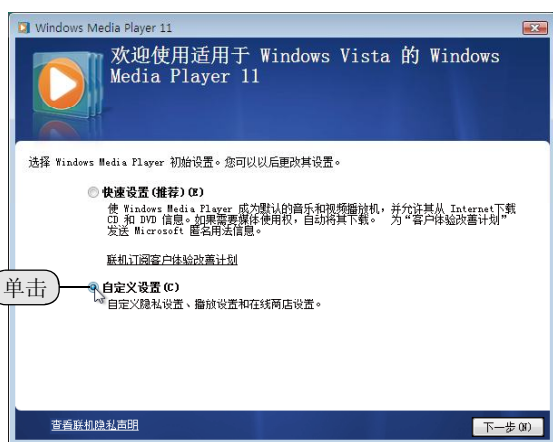 Windows Media Player 11
欢迎使用适用于 Windows Vista 的 Windows
Media Player 11
选择 Windows Media Player 初始设置。您可以以后更改其设置。
快速设置(推荐)(E)
使 Windows Media Player 成为默认的音乐和视频播放机，并允许其从 Internet下载
CD 和 DVD 信息。如果需要媒体使用权，自动将其下载。 为“客户体验改善计划”
发送 Microsoft 匿名用法信息。
联机订阅客户体验改善计划
单击
自定义设置(C)
自定义隐私设置、播放设置和在线商店设置。
查看联机隐私声明
下一步(N)